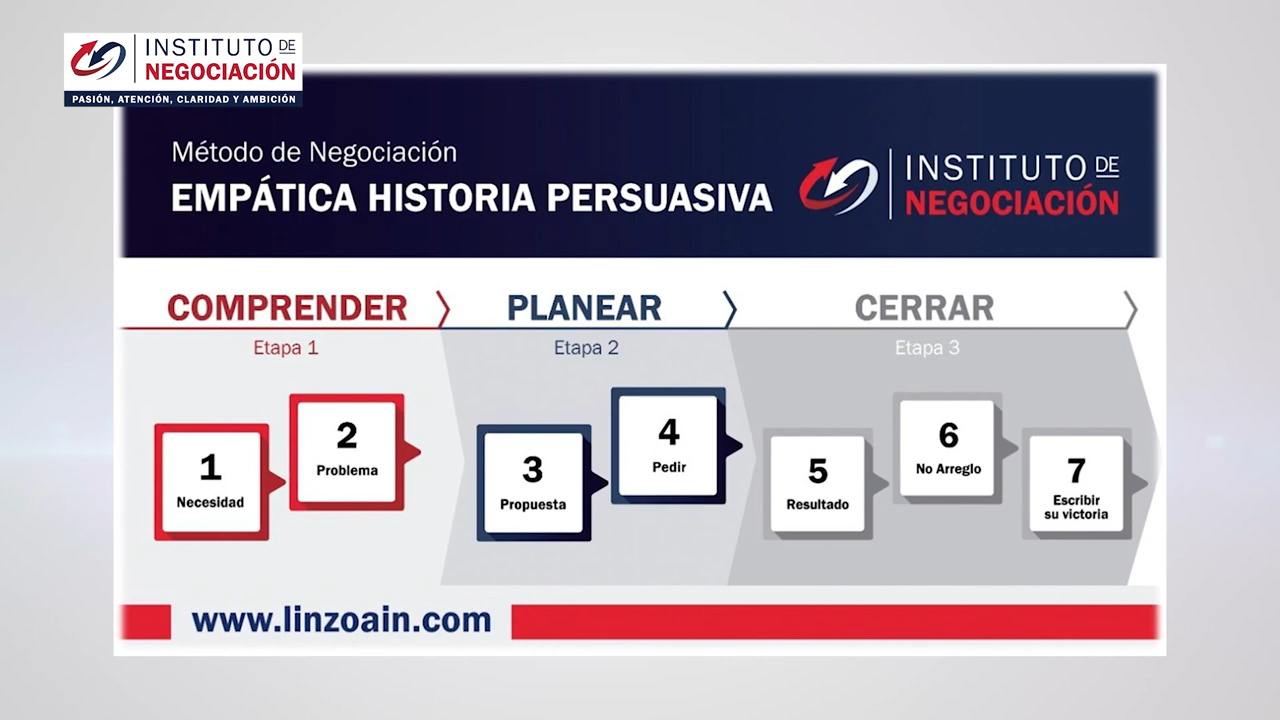 INSTITUTO DE
NEGOCIACIÓN
PASIÓN, ATENCIÓN, CLARIDAD Y AMBICIÓN
Método de Negociación
EMPÁTICA HISTORIA PERSUASIVA
INSTITUTO DE
NEGOCIACIÓN
COMPRENDER
Etapa 1
PLANEAR
Etapa 2
CERRAR
Etapa 3
1
Necesidad
2
Problema
3
Propuesta
4
Pedir
5
Resultado
6
No Arreglo
7
Escribir
su victoria
www.linzoain.com